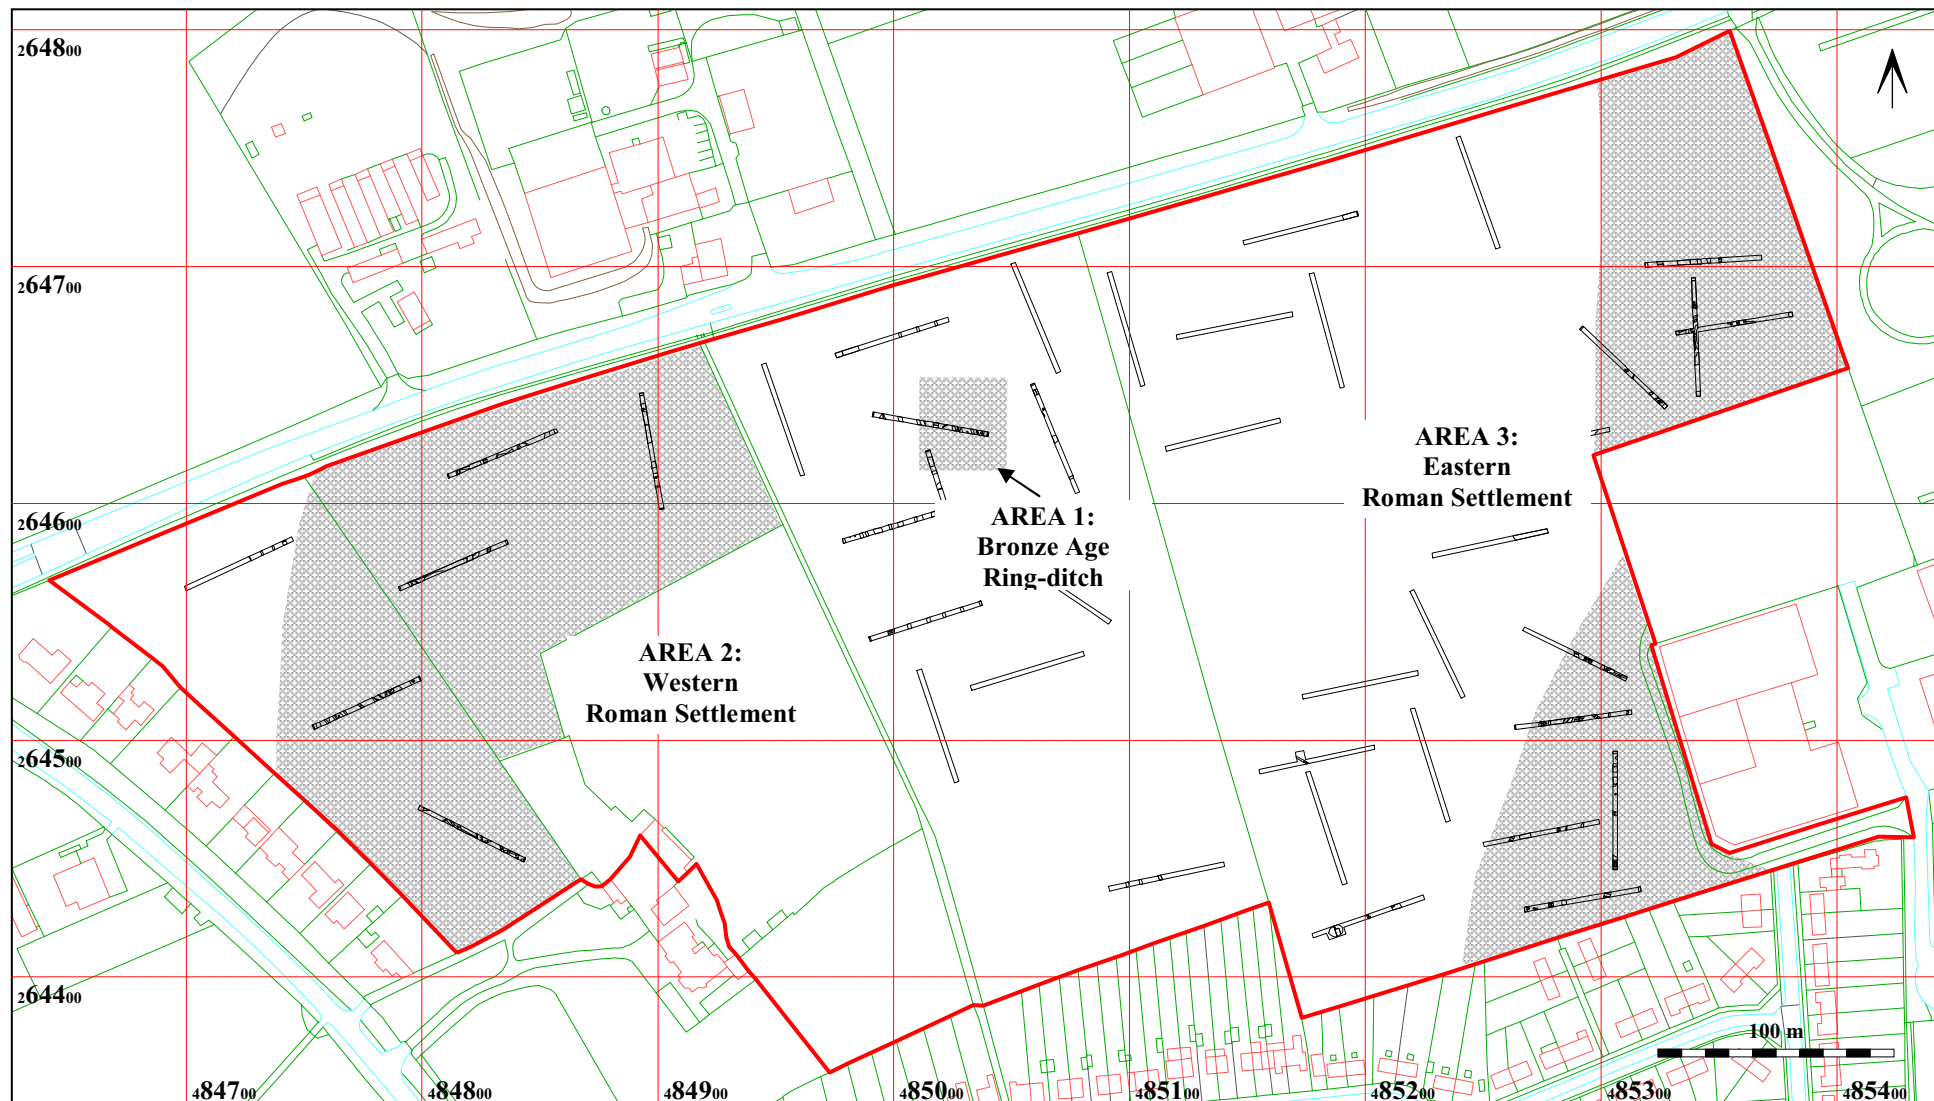 264800
264700
AREA 3:
Eastern
Roman Settlement
264600
AREA 1:
Bronze Age
Ring-ditch
AREA 2:
Western
Roman Settlement
264500
264400
100 m
484700
484800
484900
485000
485100
485200
485300
485400